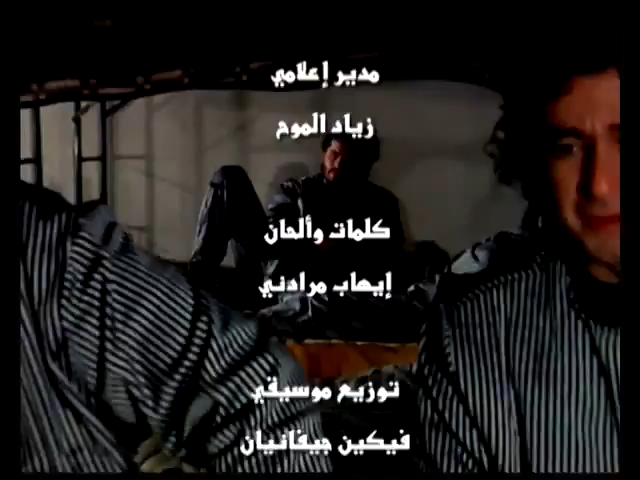 مدير إعلامي
زياد الموح
كلمات وألحان
إيهاب مرادني
توزيع موسيقي
فيكين جيفانيان